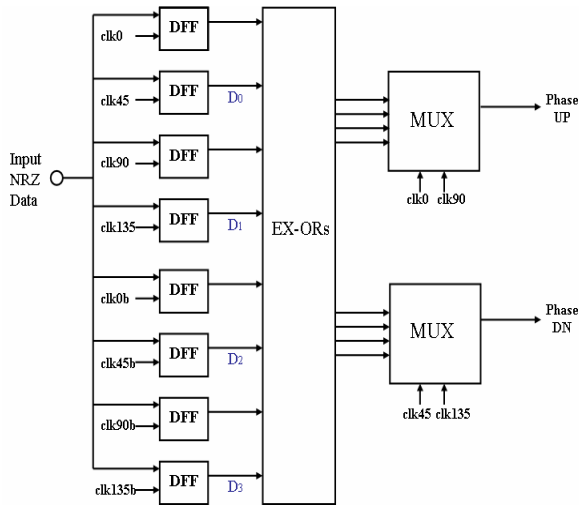 clk0
DFF
clk45
DFF
D0
clk90
DFF
Input
NRZ
Data
clk135
DFF
D1
clk0b
DFF
clk45b
DFF
D2
clk90b
DFF
clk135b
DFF
D3
EX-ORs
MUX
clk0 clk90
Phase
UP
MUX
clk45 clk135
Phase
DN